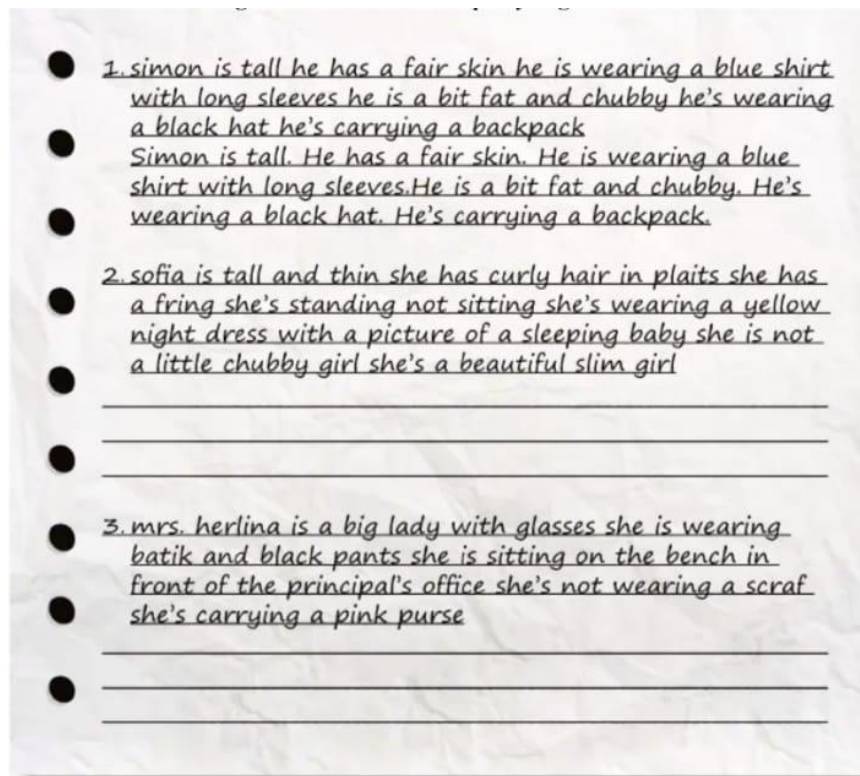 1. simon is tall he has a fair skin he is wearing a blue shirt
with long sleeves he is a bit fat and chubby he's wearing
a black hat he's carrying a backpack
Simon is tall. He has a fair skin. He is wearing a blue
shirt with long sleeves.He is a bit fat and chubby. He's
wearing a black hat. He's carrying a backpack.
2. sofia is tall and thin she has curly hair in plaits she has
a fring she's standing not sitting she's wearing a yellow
night dress with a picture of a sleeping baby she is not
a little chubby girl she's a beautiful slim girl
3. mrs. herlina is a big lady with glasses she is wearing
batik and black pants she is sitting on the bench in
front of the principal's office she's not wearing a scraf
she's carrying a pink purse